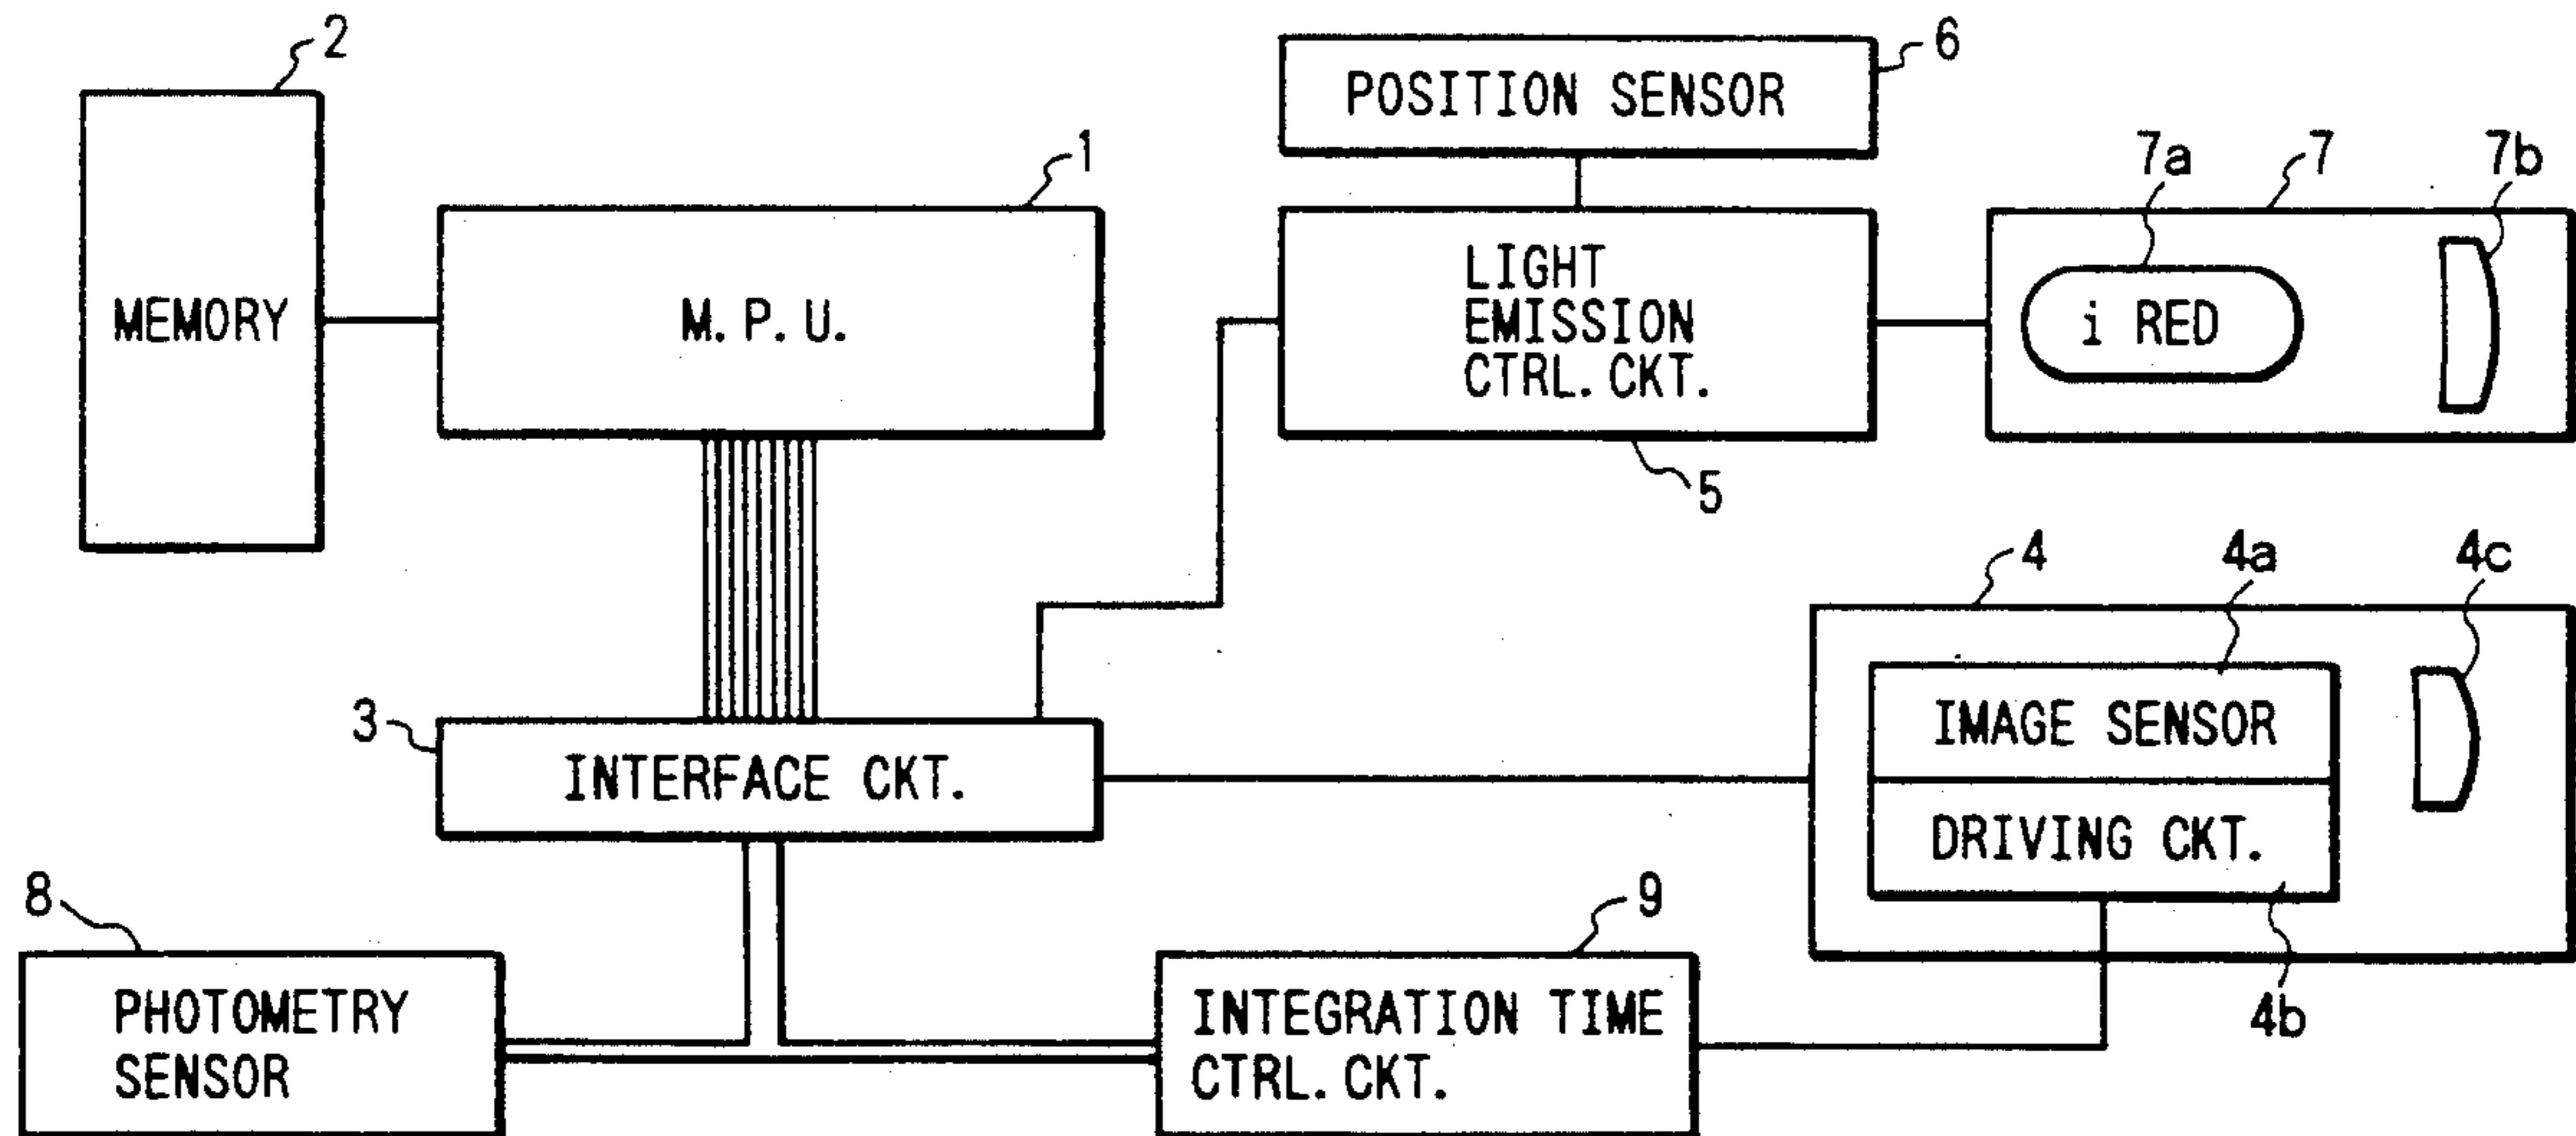 2
6
POSITION SENSOR
1
7a
7
7b
MEMORY
M. P. U.
LIGHT
EMISSION
CTRL. CKT.
i RED
5
4
4a
4c
3
INTERFACE CKT.
IMAGE SENSOR
DRIVING CKT.
8
9
4b
PHOTOMETRY
SENSOR
INTEGRATION TIME
CTRL. CKT.